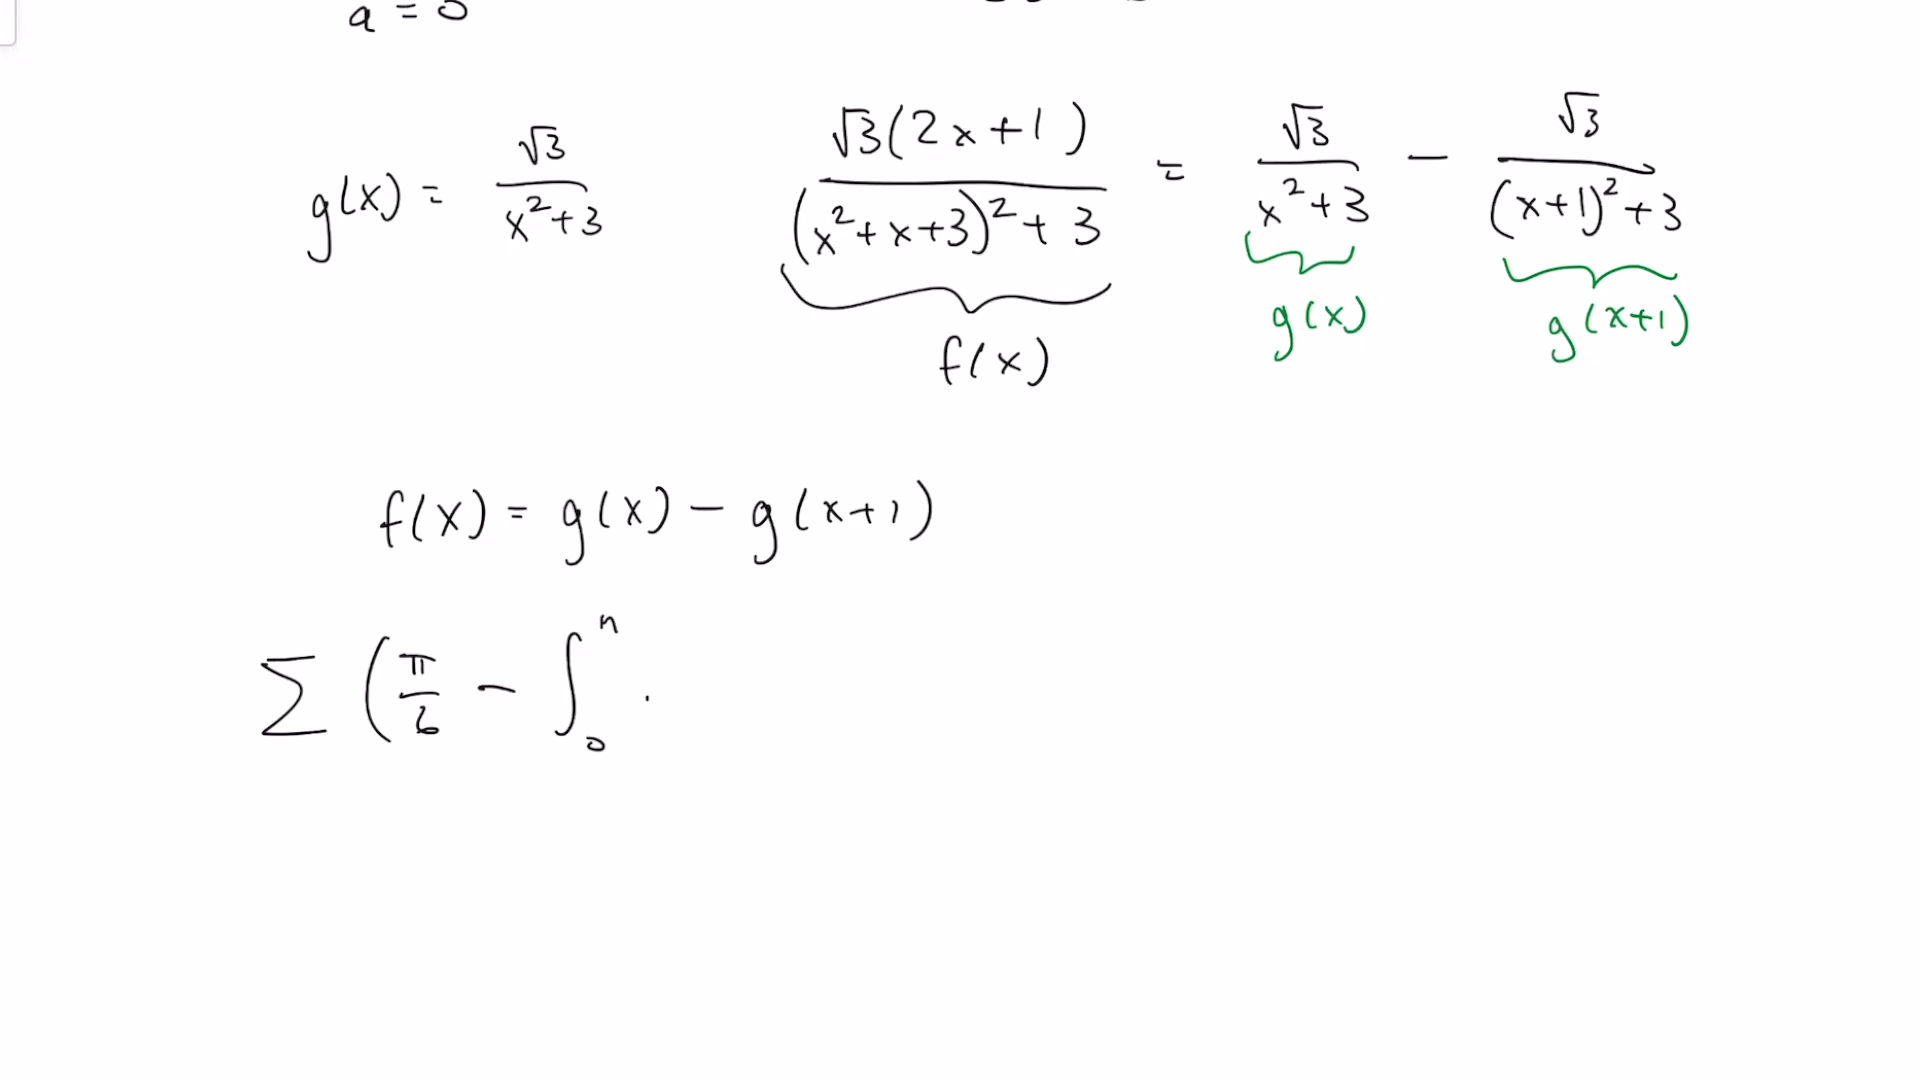 a = 0
g(x) = √3/(x²+3)   √3(2x+1)/((x²+x+3)²+3) = √3/(x²+3) − √3/((x+1)²+3)
f(x)   g(x)   g(x+1)
f(x) = g(x) − g(x+1)
∑ (π/6 − ∫₀ⁿ .